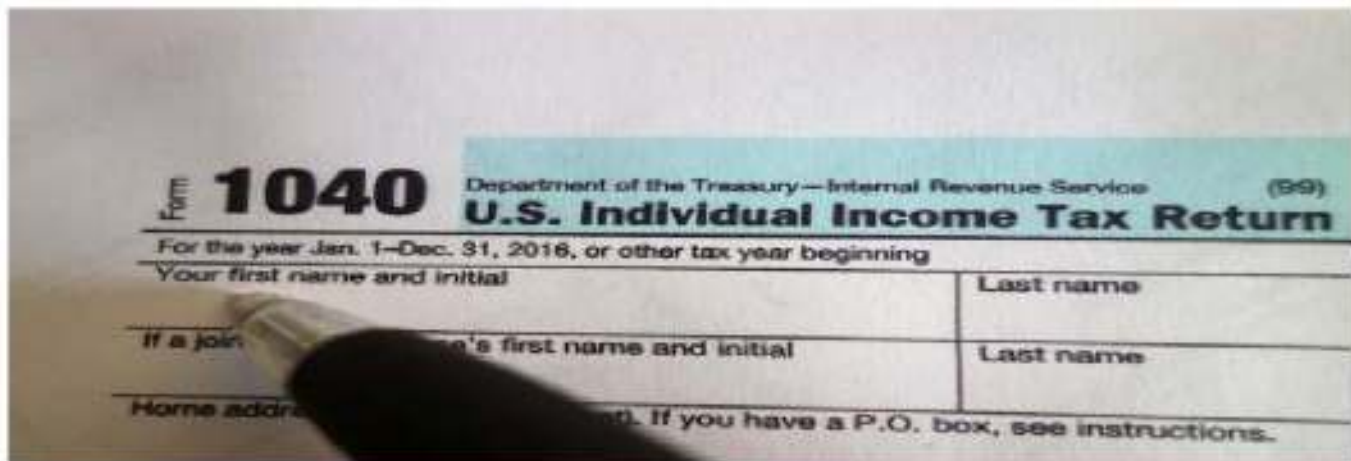 Form 1040 Department of the Treasury—Internal Revenue Service (99)
U.S. Individual Income Tax Return
For the year Jan. 1–Dec. 31, 2016, or other tax year beginning
Your first name and initial Last name
If a join 's first name and initial Last name
Home addre . If you have a P.O. box, see instructions.